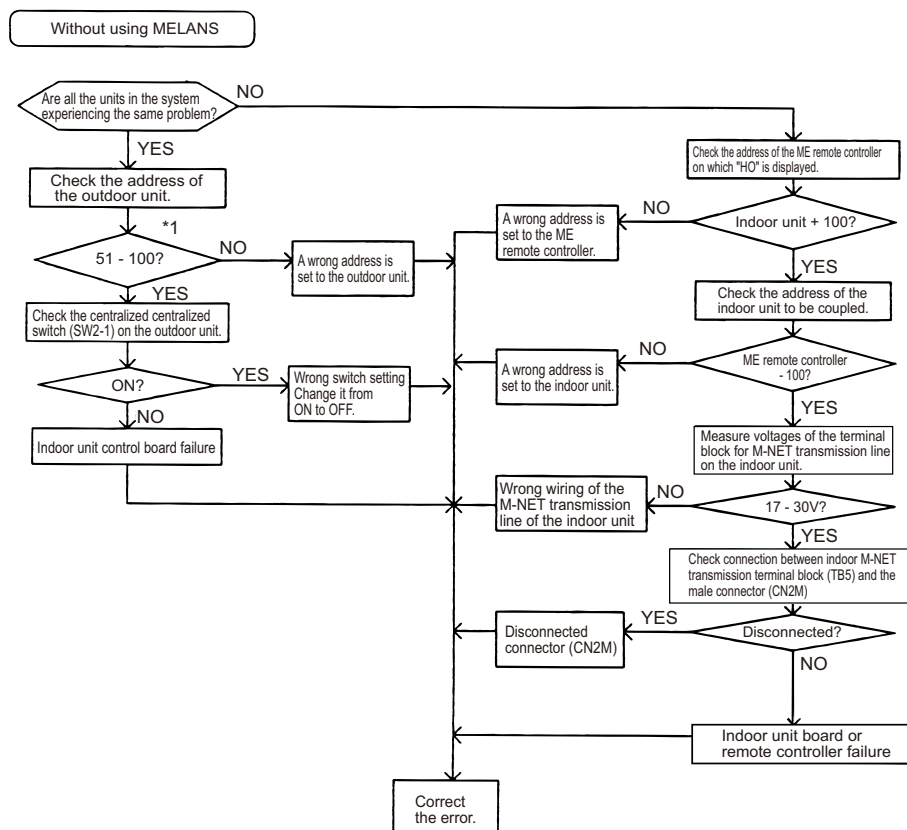 Without using MELANS
Are all the units in the system
experiencing the same problem?
NO
YES
Check the address of
the outdoor unit.
*1
51 - 100?
NO
A wrong address is
set to the outdoor unit.
YES
Check the centralized centralized
switch (SW2-1) on the outdoor unit.
ON?
YES
Wrong switch setting
Change it from
ON to OFF.
NO
Indoor unit control board failure
Check the address of the ME remote controller
on which "HO" is displayed.
Indoor unit + 100?
NO
A wrong address is
set to the ME
remote controller.
YES
Check the address of the
indoor unit to be coupled.
ME remote controller
- 100?
NO
A wrong address is
set to the indoor unit.
YES
Measure voltages of the terminal
block for M-NET transmission line
on the indoor unit.
17 - 30V?
NO
Wrong wiring of the
M-NET transmission
line of the indoor unit
YES
Check connection between indoor M-NET
transmission terminal block (TB5) and the
male connector (CN2M)
Disconnected?
YES
Disconnected
connector (CN2M)
NO
Indoor unit board or
remote controller failure
Correct
the error.